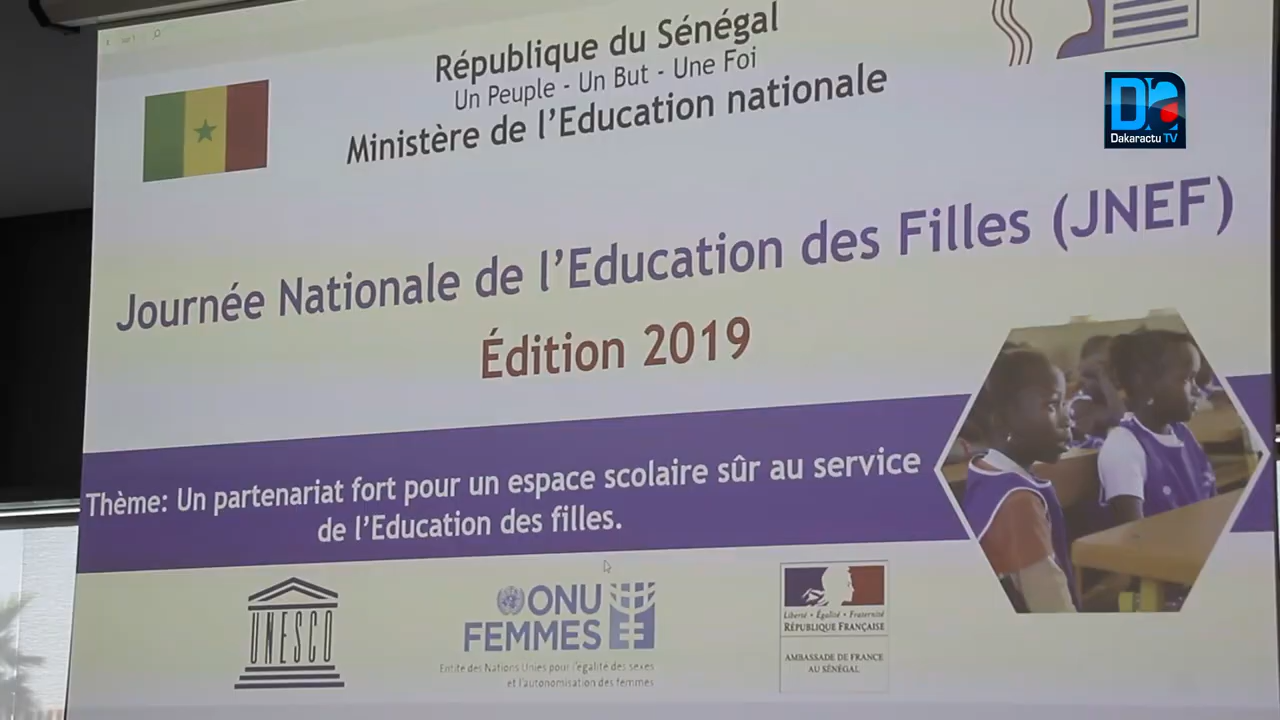 République du Sénégal
Un Peuple - Un But - Une Foi
Ministère de l'Education nationale
Dakaractu TV
Journée Nationale de l'Education des Filles (JNEF)
Édition 2019
Thème: Un partenariat fort pour un espace scolaire sûr au service
de l'Education des filles.
UNESCO
ONU
FEMMES
Entité des Nations Unies pour l'égalité des sexes
et l'autonomisation des femmes
Liberté • Égalité • Fraternité
RÉPUBLIQUE FRANÇAISE
AMBASSADE DE FRANCE
AU SÉNÉGAL